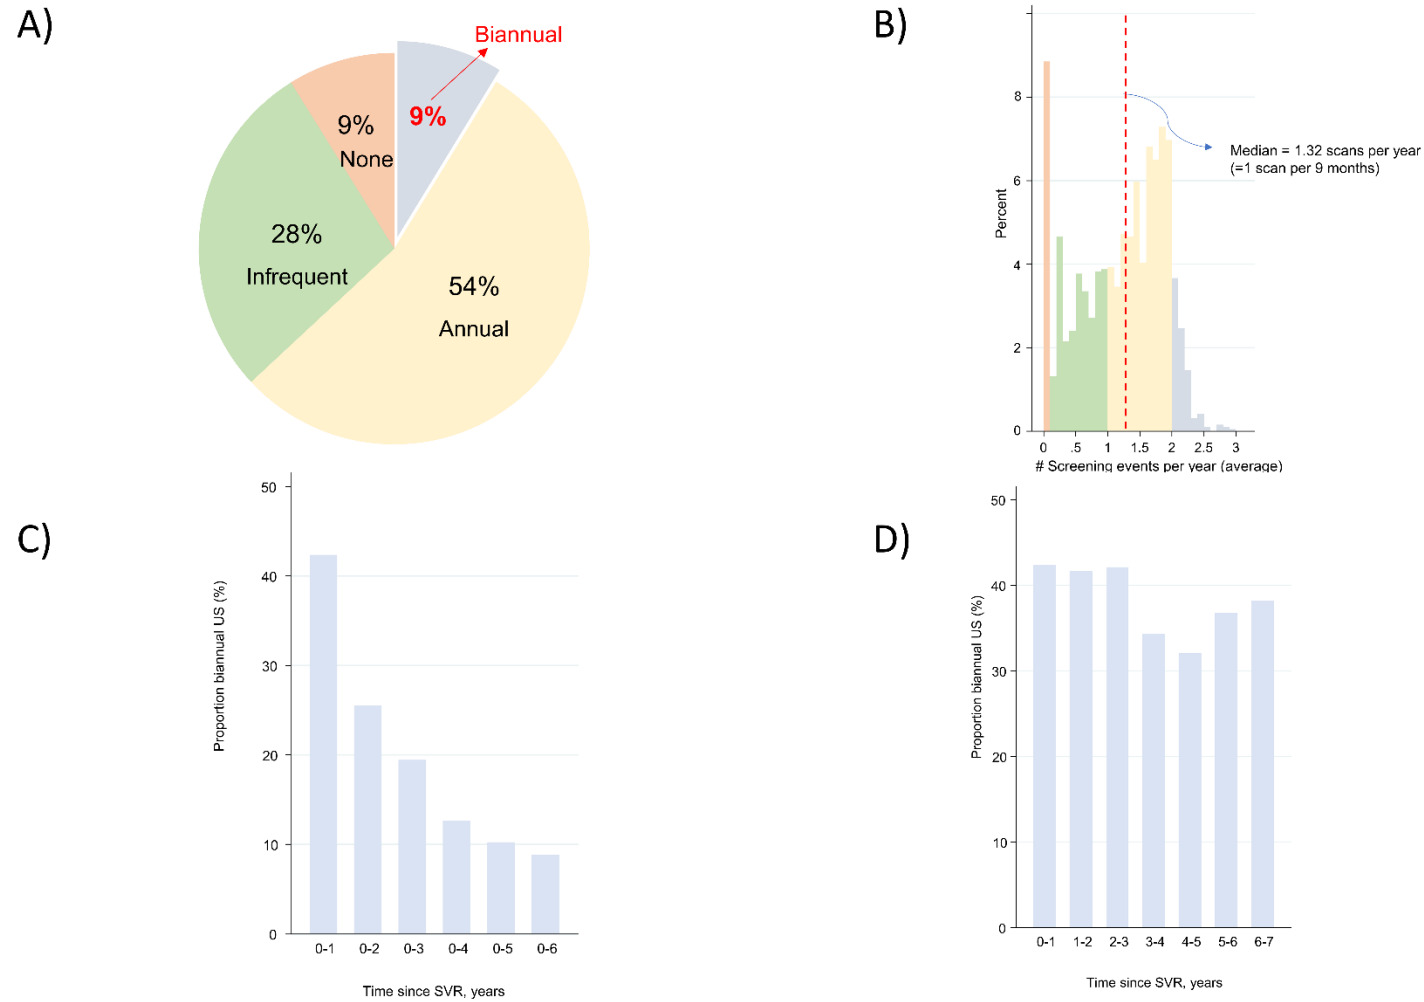 A)
Biannual
9%
9%
None
28%
Infrequent
54%
Annual
B)
Percent
8
6
4
2
0
0 .5 1 1.5 2 2.5 3
# Screening events per year (average)
Median = 1.32 scans per year
(=1 scan per 9 months)
C)
Proportion biannual US (%)
50
40
30
20
10
0
0-1 0-2 0-3 0-4 0-5 0-6
Time since SVR, years
D)
Proportion biannual US (%)
50
40
30
20
10
0
0-1 1-2 2-3 3-4 4-5 5-6 6-7
Time since SVR, years